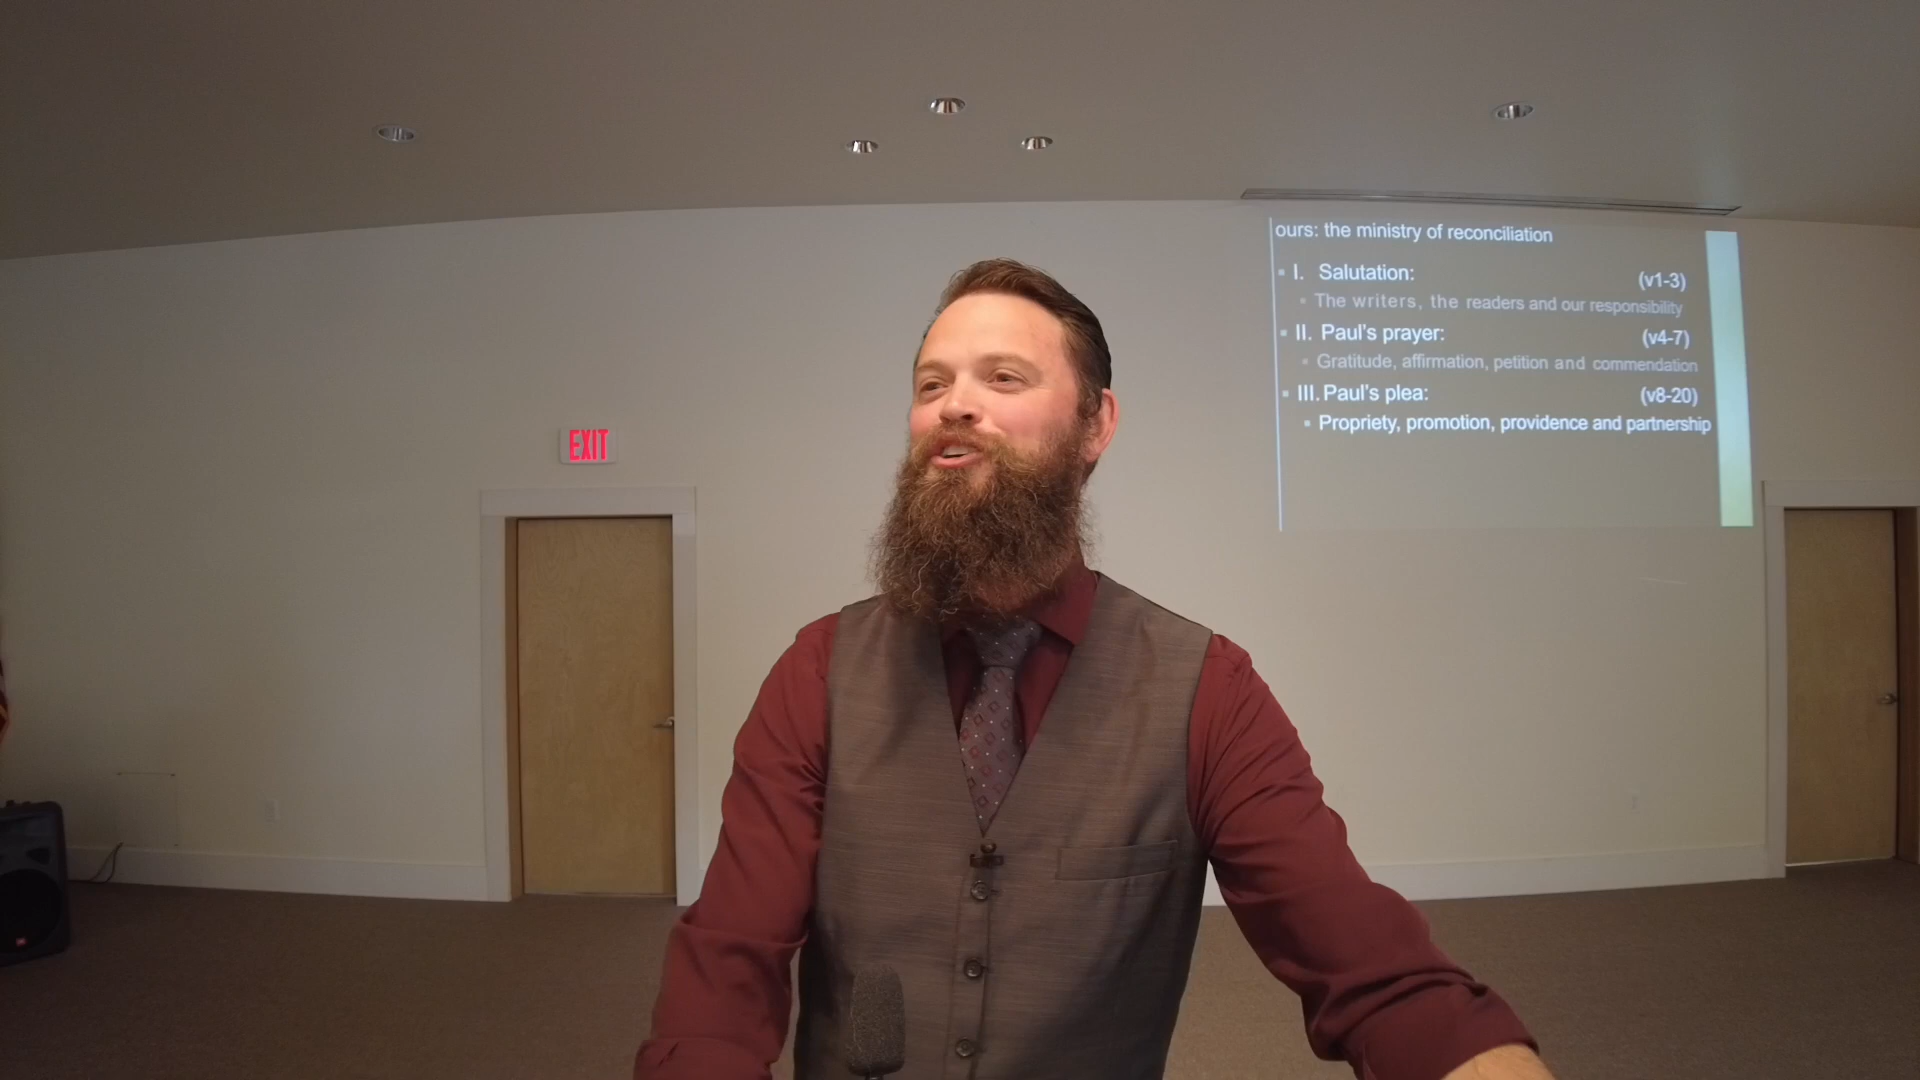 EXIT
ours: the ministry of reconciliation
I. Salutation: (v1-3)
The writers, the readers and our responsibility
II. Paul's prayer: (v4-7)
Gratitude, affirmation, petition and commendation
III. Paul's plea: (v8-20)
Propriety, promotion, providence and partnership